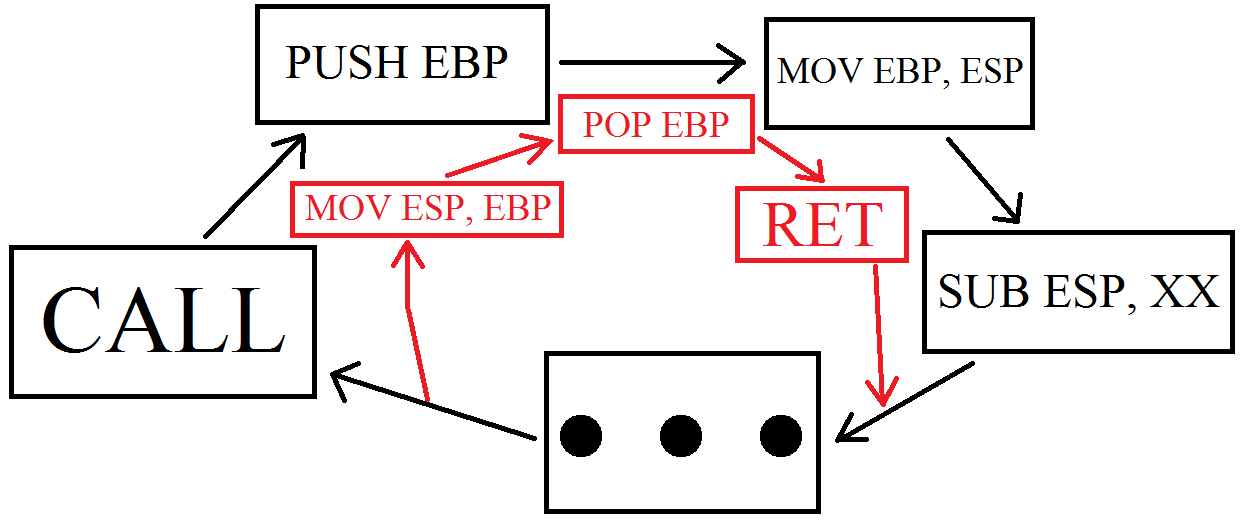 PUSH EBP
MOV EBP, ESP
POP EBP
MOV ESP, EBP
RET
CALL
SUB ESP, XX